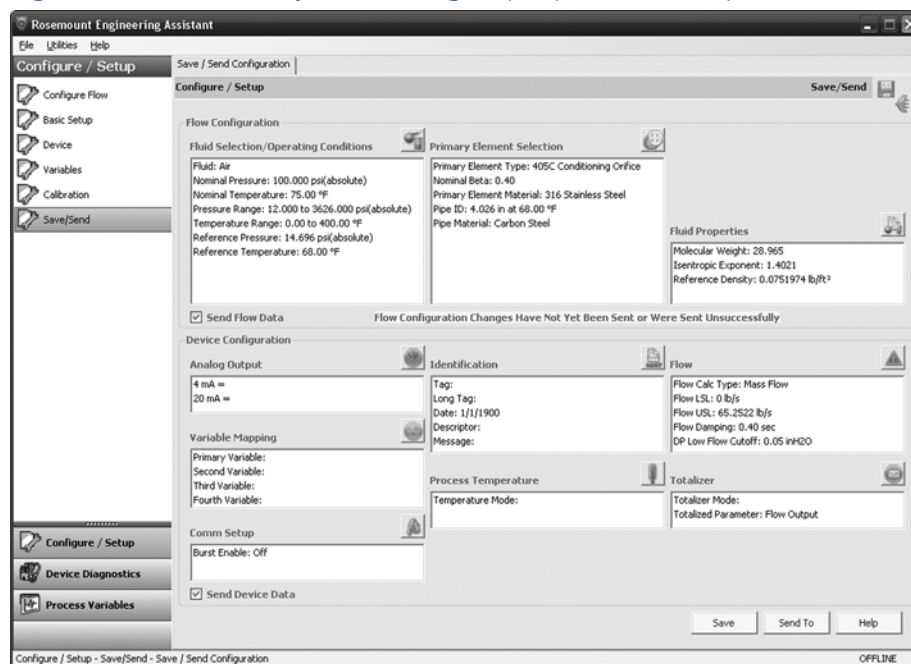 Rosemount Engineering Assistant
File Utilities Help
Configure / Setup
Configure Flow
Basic Setup
Device
Variables
Calibration
Save/Send
Configure / Setup
Device Diagnostics
Process Variables
Save / Send Configuration
Configure / Setup Save/Send
Flow Configuration
Fluid Selection/Operating Conditions
Fluid: Air
Nominal Pressure: 100.000 psi(absolute)
Nominal Temperature: 75.00 °F
Pressure Range: 12.000 to 3626.000 psi(absolute)
Temperature Range: 0.00 to 400.00 °F
Reference Pressure: 14.696 psi(absolute)
Reference Temperature: 68.00 °F
Primary Element Selection
Primary Element Type: 405C Conditioning Orifice
Nominal Beta: 0.40
Primary Element Material: 316 Stainless Steel
Pipe ID: 4.026 in at 68.00 °F
Pipe Material: Carbon Steel
Fluid Properties
Molecular Weight: 28.965
Isentropic Exponent: 1.4021
Reference Density: 0.0751974 lb/ft³
Send Flow Data
Flow Configuration Changes Have Not Yet Been Sent or Were Sent Unsuccessfully
Device Configuration
Analog Output
4 mA =
20 mA =
Variable Mapping
Primary Variable:
Second Variable:
Third Variable:
Fourth Variable:
Comm Setup
Burst Enable: Off
Identification
Tag:
Long Tag:
Date: 1/1/1900
Descriptor:
Message:
Process Temperature
Temperature Mode:
Flow
Flow Calc Type: Mass Flow
Flow LSL: 0 lb/s
Flow USL: 65.2522 lb/s
Flow Damping: 0.40 sec
DP Low Flow Cutoff: 0.05 inH2O
Totalizer
Totalizer Mode:
Totalized Parameter: Flow Output
Send Device Data
Save
Send To
Help
Configure / Setup - Save/Send - Save / Send Configuration
OFFLINE